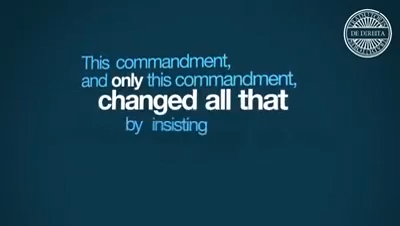 This commandment,
and only this commandment,
changed all that
by insisting
DE DIREITA